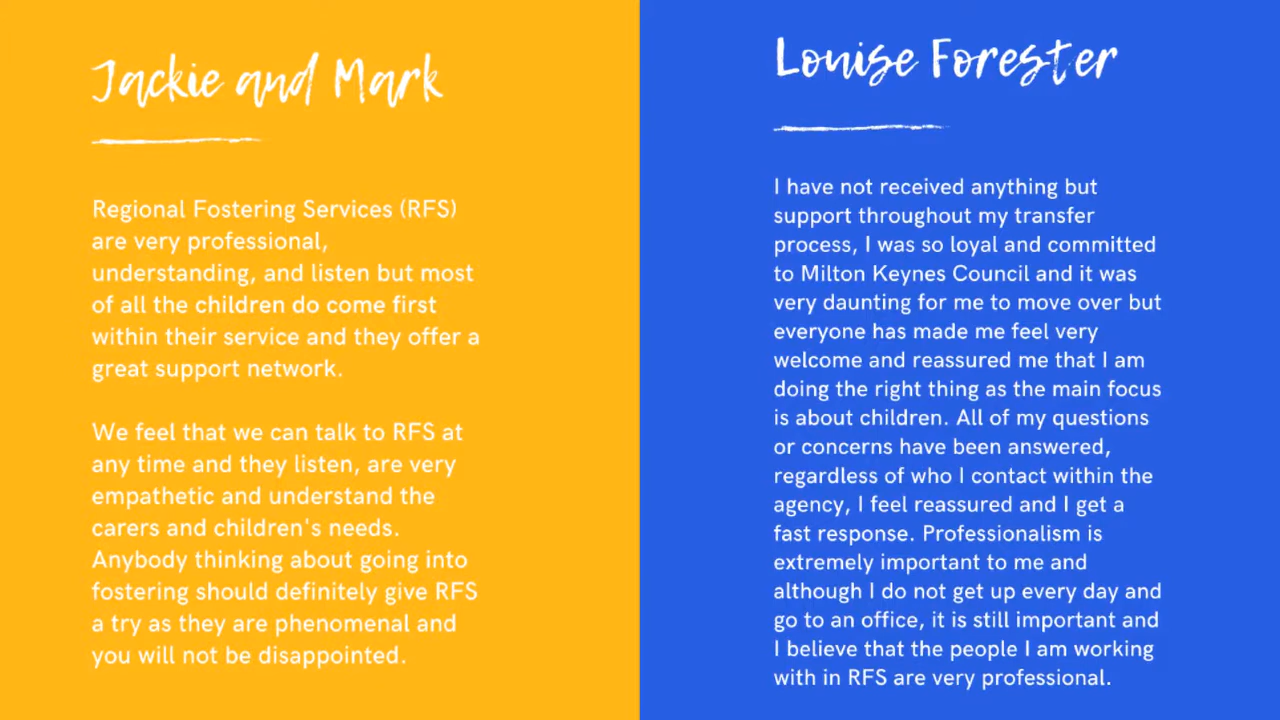 Jackie and Mark
Regional Fostering Services (RFS)
are very professional,
understanding, and listen but most
of all the children do come first
within their service and they offer a
great support network.
We feel that we can talk to RFS at
any time and they listen, are very
empathetic and understand the
carers and children's needs.
Anybody thinking about going into
fostering should definitely give RFS
a try as they are phenomenal and
you will not be disappointed.
Louise Forester
I have not received anything but
support throughout my transfer
process, I was so loyal and committed
to Milton Keynes Council and it was
very daunting for me to move over but
everyone has made me feel very
welcome and reassured me that I am
doing the right thing as the main focus
is about children. All of my questions
or concerns have been answered,
regardless of who I contact within the
agency, I feel reassured and I get a
fast response. Professionalism is
extremely important to me and
although I do not get up every day and
go to an office, it is still important and
I believe that the people I am working
with in RFS are very professional.